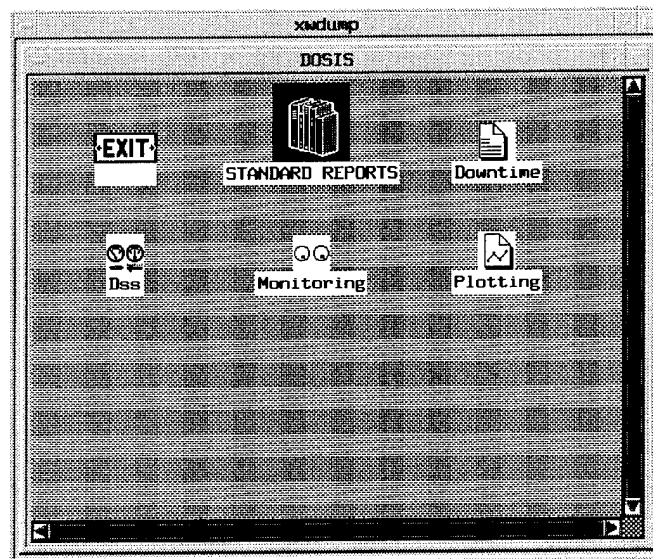 xwdump
DOSIS
EXIT
STANDARD REPORTS
Downtime
Dss
Monitoring
Plotting